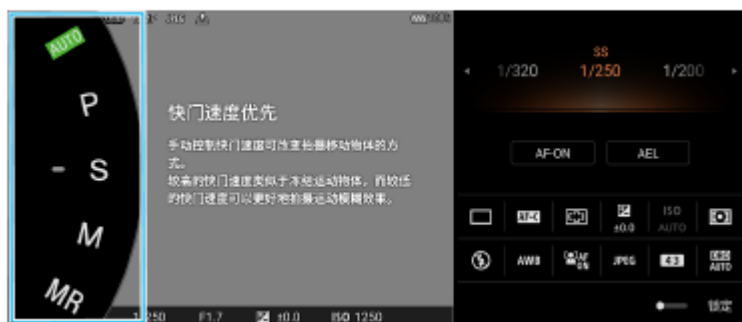 AUTO
P
S
M
MR
快门速度优先
手动控制快门速度可改变拍摄移动物体的方
式。
较高的快门速度类似于冻结运动物体，而较低
的快门速度可以更好地拍摄运动模糊效果。
F1.7 ±0.0 ISO 1250
SS
1/320 1/250 1/200
AF-ON AEL
AF-C ±0.0 ISO AUTO
AWB AF ON JPEG 4:3 AUTO
锁定